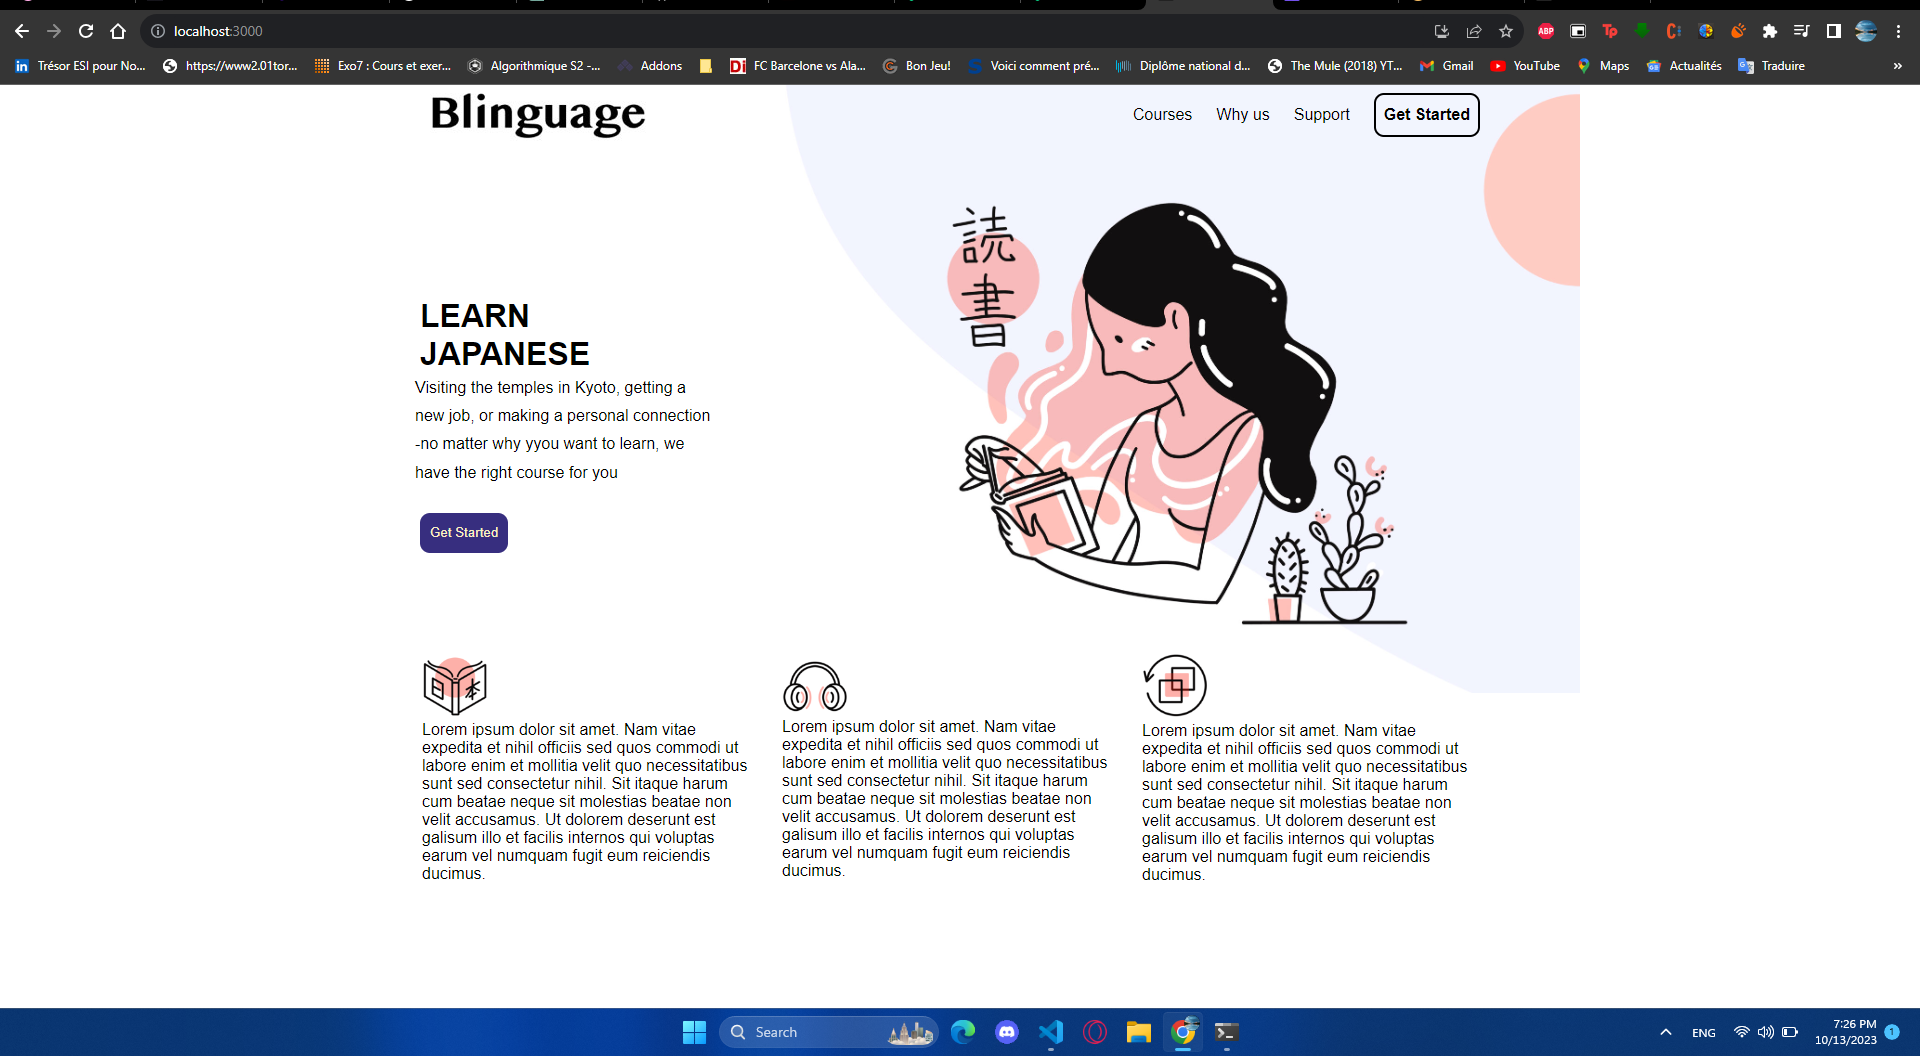 localhost:3000
Trésor ESI pour No...
https://www2.01tor...
Exo7 : Cours et exer...
Algorithmique S2 -...
Addons
FC Barcelone vs Ala...
Bon Jeu!
Voici comment pré...
Diplôme national d...
The Mule (2018) YT...
Gmail
YouTube
Maps
Actualités
Traduire
»
Blinguage
Courses
Why us
Support
Get Started
読書
LEARN
JAPANESE
Visiting the temples in Kyoto, getting a
new job, or making a personal connection
-no matter why yyou want to learn, we
have the right course for you
Get Started
日本
Lorem ipsum dolor sit amet. Nam vitae
expedita et nihil officiis sed quos commodi ut
labore enim et mollitia velit quo necessitatibus
sunt sed consectetur nihil. Sit itaque harum
cum beatae neque sit molestias beatae non
velit accusamus. Ut dolorem deserunt est
galisum illo et facilis internos qui voluptas
earum vel numquam fugit eum reiciendis
ducimus.
Lorem ipsum dolor sit amet. Nam vitae
expedita et nihil officiis sed quos commodi ut
labore enim et mollitia velit quo necessitatibus
sunt sed consectetur nihil. Sit itaque harum
cum beatae neque sit molestias beatae non
velit accusamus. Ut dolorem deserunt est
galisum illo et facilis internos qui voluptas
earum vel numquam fugit eum reiciendis
ducimus.
Lorem ipsum dolor sit amet. Nam vitae
expedita et nihil officiis sed quos commodi ut
labore enim et mollitia velit quo necessitatibus
sunt sed consectetur nihil. Sit itaque harum
cum beatae neque sit molestias beatae non
velit accusamus. Ut dolorem deserunt est
galisum illo et facilis internos qui voluptas
earum vel numquam fugit eum reiciendis
ducimus.
Search
ENG
7:26 PM
10/13/2023
1
ABP
Tp